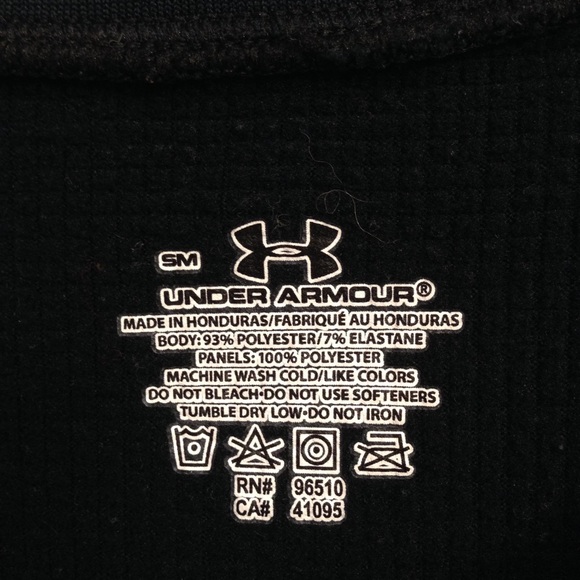 SM
UNDER ARMOUR®
MADE IN HONDURAS/FABRIQUÉ AU HONDURAS
BODY: 93% POLYESTER/7% ELASTANE
PANELS: 100% POLYESTER
MACHINE WASH COLD/LIKE COLORS
DO NOT BLEACH•DO NOT USE SOFTENERS
TUMBLE DRY LOW•DO NOT IRON
RN# 96510
CA# 41095